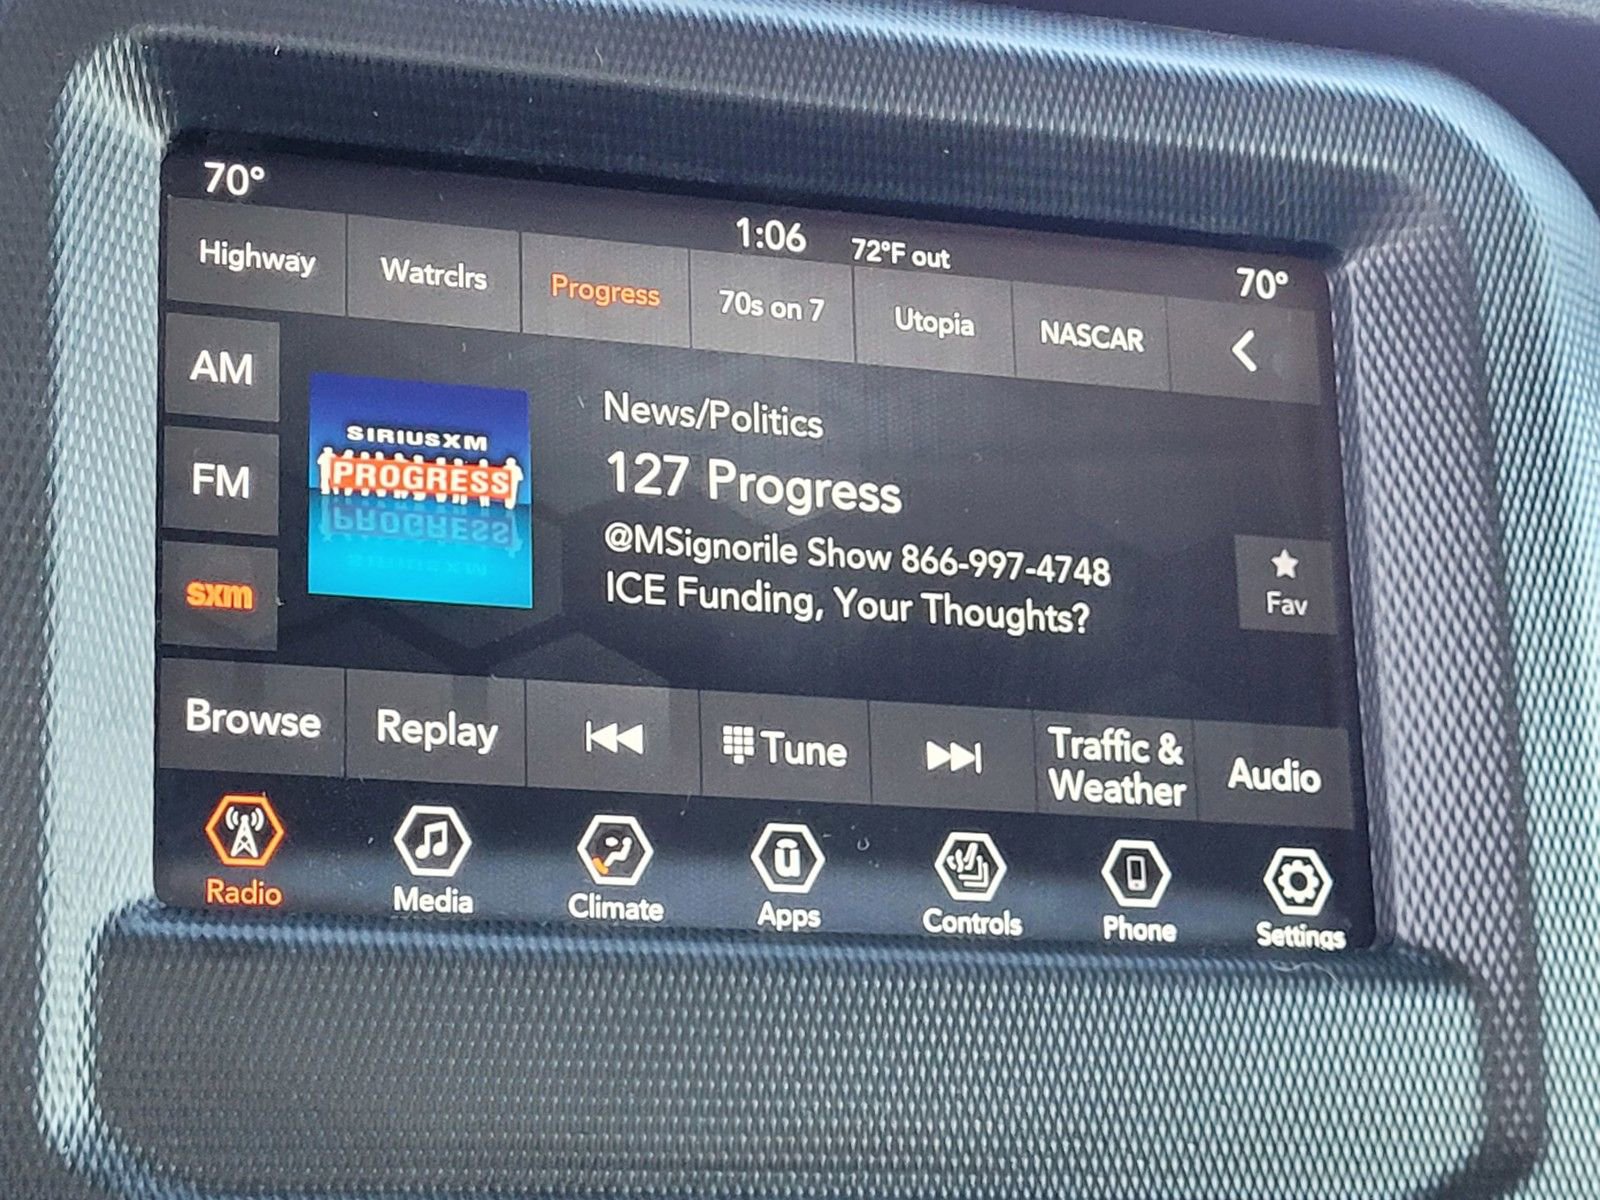 70°
1:06
72°F out
70°
Highway
Watrclrs
Progress
70s on 7
Utopia
NASCAR
AM
FM
sxm
SIRIUSXM
PROGRESS
News/Politics
127 Progress
@MSignorile Show 866-997-4748
ICE Funding, Your Thoughts?
Fav
Browse
Replay
Tune
Traffic &
Weather
Audio
Radio
Media
Climate
Apps
Controls
Phone
Settings